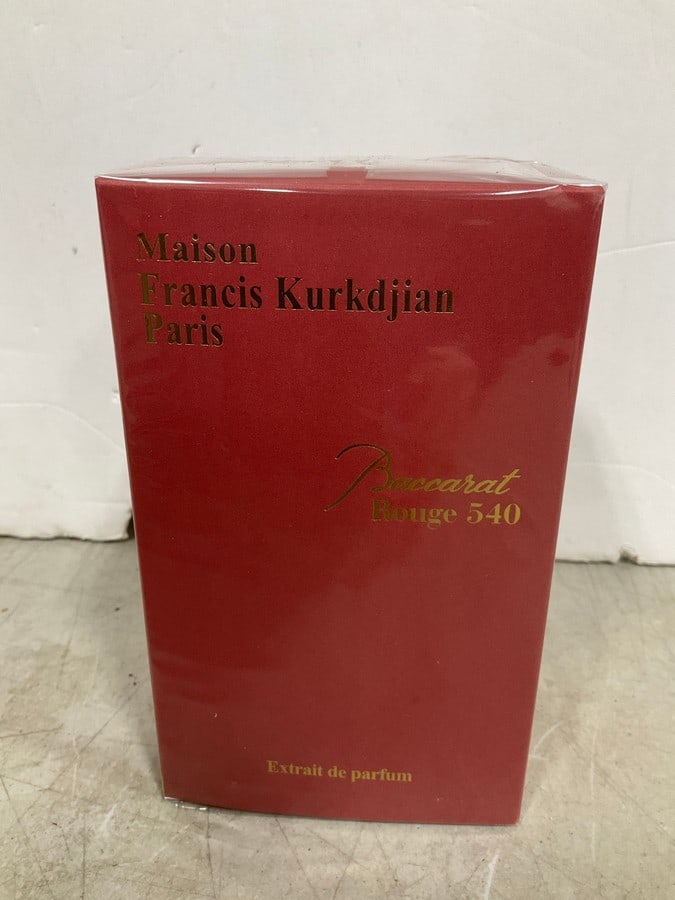 Maison
Francis Kurkdjian
Paris
Baccarat
Rouge 540
Extrait de parfum